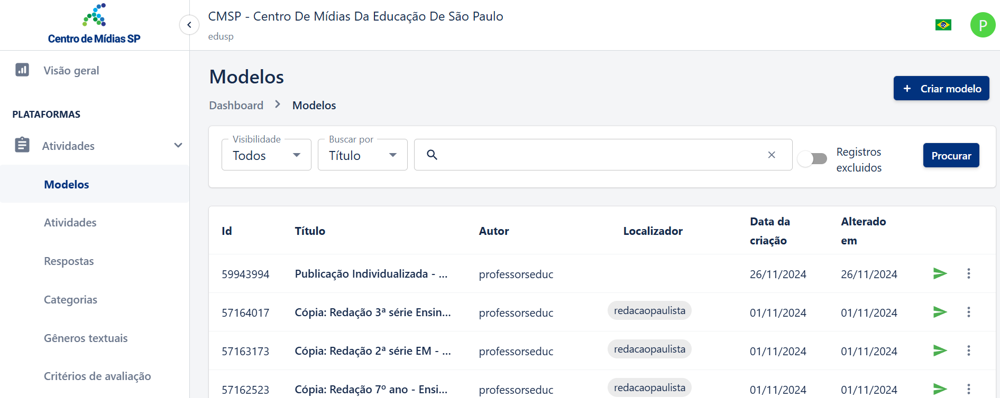 Centro de Mídias SP
CMSP - Centro De Mídias Da Educação De São Paulo
edusp
P
Visão geral
PLATAFORMAS
Atividades
Modelos
Atividades
Respostas
Categorias
Gêneros textuais
Critérios de avaliação
Modelos
Dashboard > Modelos
+ Criar modelo
Visibilidade
Todos
Buscar por
Título
Registros
excluidos
Procurar
Id Título Autor Localizador Data da criação Alterado em
59943994 Publicação Individualizada - ... professorseduc 26/11/2024 26/11/2024
57164017 Cópia: Redação 3ª série Ensin... professorseduc redacaopaulista 01/11/2024 01/11/2024
57163173 Cópia: Redação 2ª série EM - ... professorseduc redacaopaulista 01/11/2024 01/11/2024
57162523 Cópia: Redação 7º ano - Ensi... professorseduc redacaopaulista 01/11/2024 01/11/2024